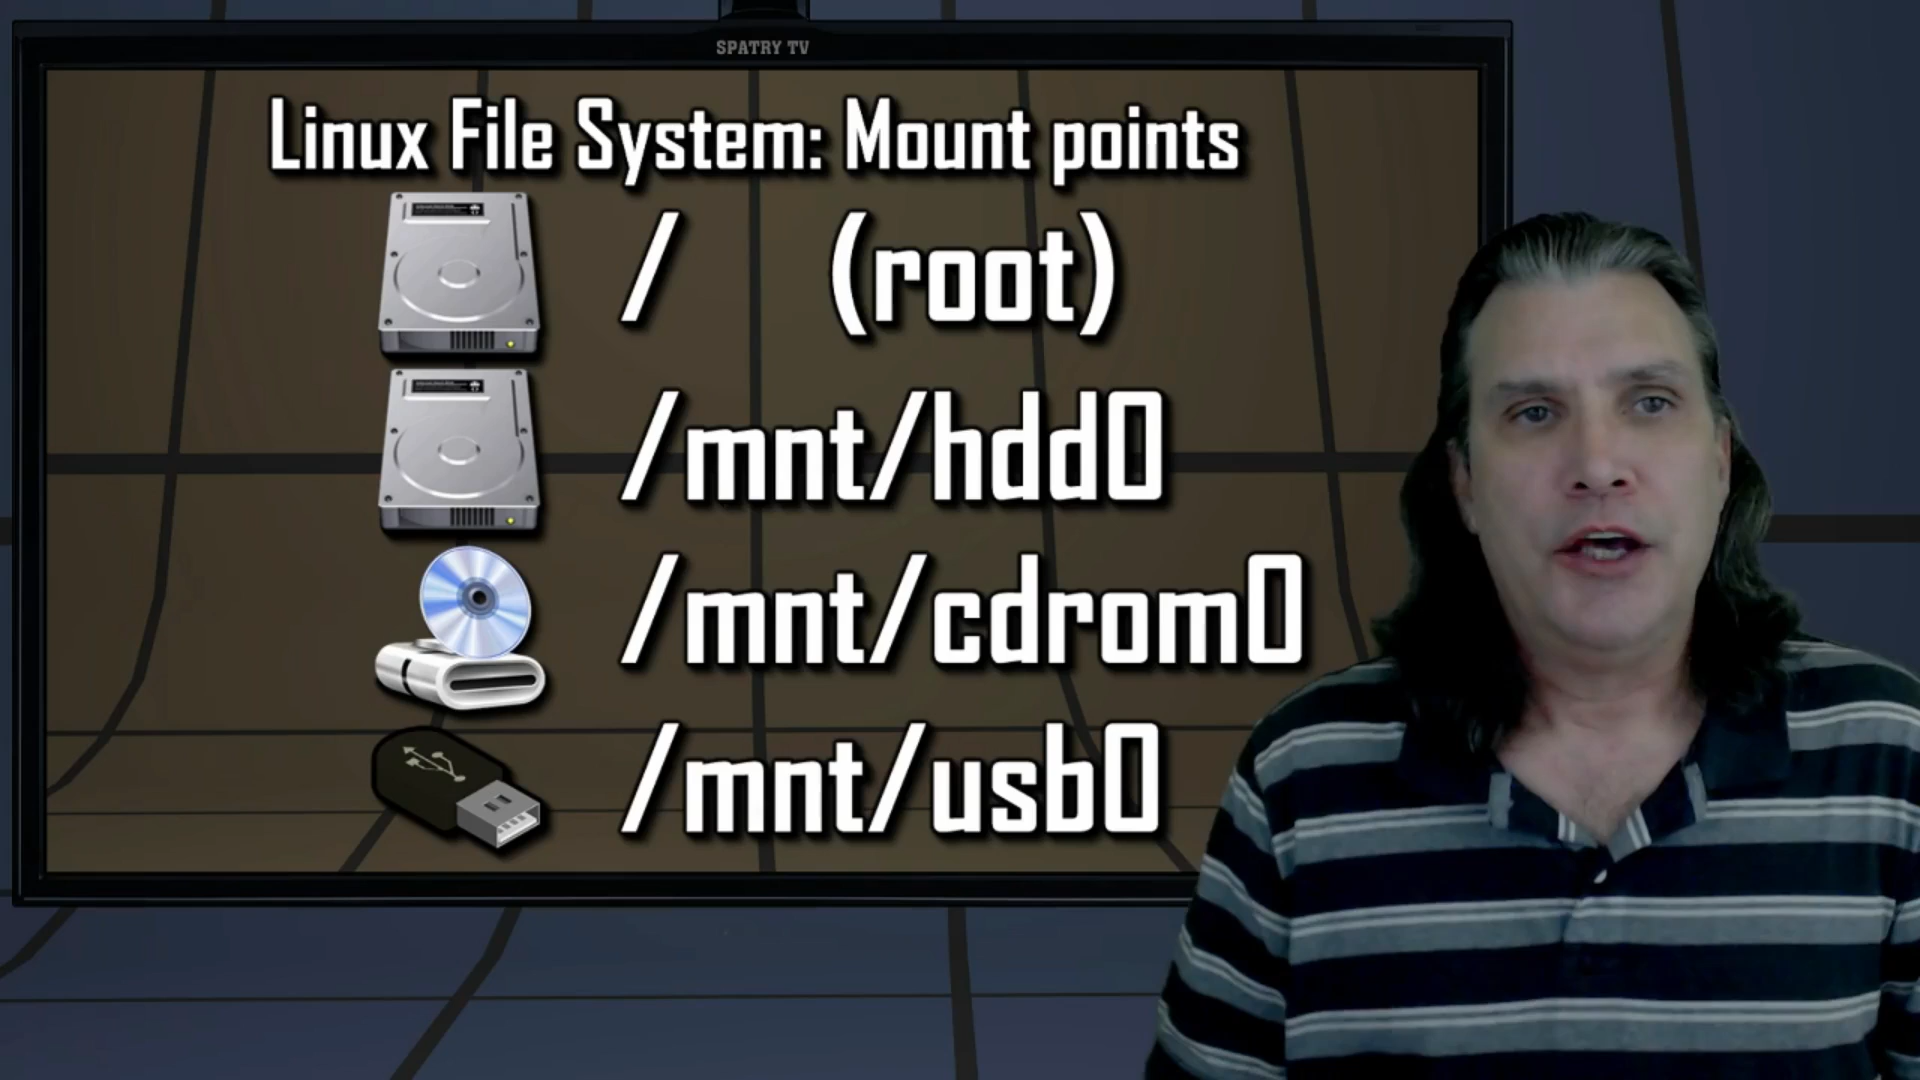 SPATRY TV
Linux File System: Mount points
/ (root)
/mnt/hdd0
/mnt/cdrom0
/mnt/usb0